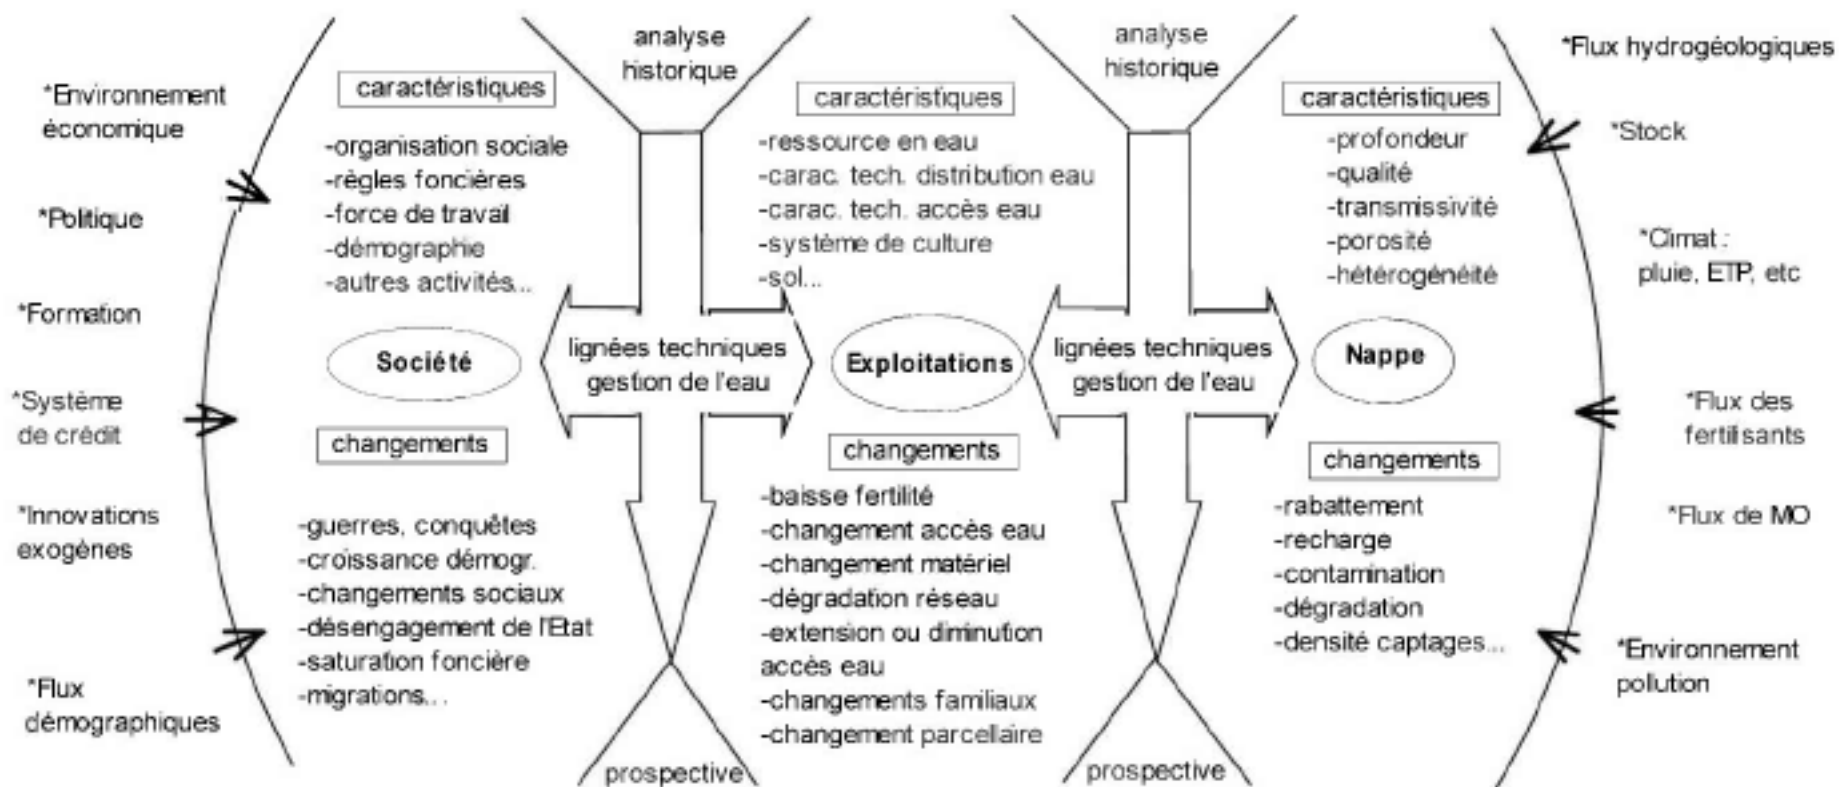 *Environnement
économique
*Politique
*Formation
*Système
de crédit
*Innovations
exogènes
*Flux
démographiques
caractéristiques
-organisation sociale
-règles foncières
-force de travail
-démographie
-autres activités...
Société
changements
-guerres, conquêtes
-croissance démogr.
-changements sociaux
-désengagement de l'Etat
-saturation foncière
-migrations...
analyse
historique
lignées techniques
gestion de l'eau
prospective
caractéristiques
-ressource en eau
-carac. tech. distribution eau
-carac. tech. accès eau
-système de culture
-sol...
Exploitations
changements
-baisse fertilité
-changement accès eau
-changement matériel
-dégradation réseau
-extension ou diminution
accès eau
-changements familiaux
-changement parcellaire
analyse
historique
lignées techniques
gestion de l'eau
prospective
caractéristiques
-profondeur
-qualité
-transmissivité
-porosité
-hétérogénéité
Nappe
changements
-rabattement
-recharge
-contamination
-dégradation
-densité captages...
*Flux hydrogéologiques
*Stock
*Climat :
pluie, ETP, etc
*Flux des
fertilisants
*Flux de MO
*Environnement
pollution